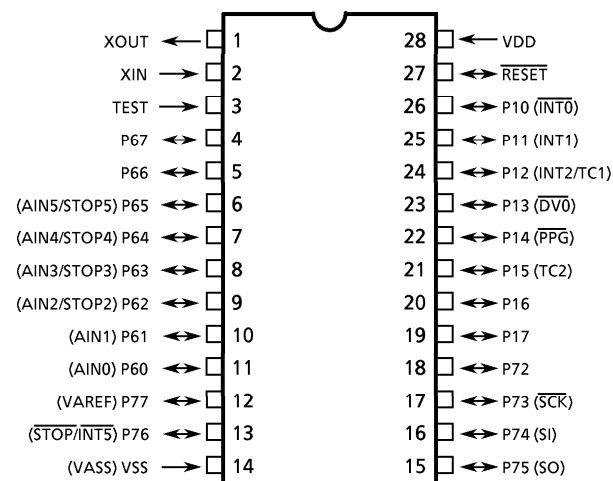 XOUT 1 28 VDD
XIN 2 27 RESET
TEST 3 26 P10 (INT0)
P67 4 25 P11 (INT1)
P66 5 24 P12 (INT2/TC1)
(AIN5/STOP5) P65 6 23 P13 (DV0)
(AIN4/STOP4) P64 7 22 P14 (PPG)
(AIN3/STOP3) P63 8 21 P15 (TC2)
(AIN2/STOP2) P62 9 20 P16
(AIN1) P61 10 19 P17
(AIN0) P60 11 18 P72
(VAREF) P77 12 17 P73 (SCK)
(STOP/INT5) P76 13 16 P74 (SI)
(VASS) VSS 14 15 P75 (SO)